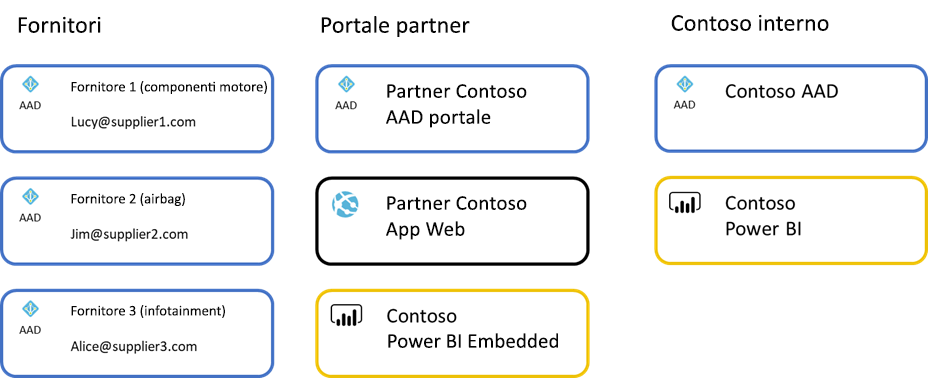 Fornitori
AAD
Fornitore 1 (componenti motore)
Lucy@supplier1.com
AAD
Fornitore 2 (airbag)
Jim@supplier2.com
AAD
Fornitore 3 (infotainment)
Alice@supplier3.com
Portale partner
AAD
Partner Contoso
AAD portale
Partner Contoso
App Web
Contoso
Power BI Embedded
Contoso interno
AAD
Contoso AAD
Contoso
Power BI